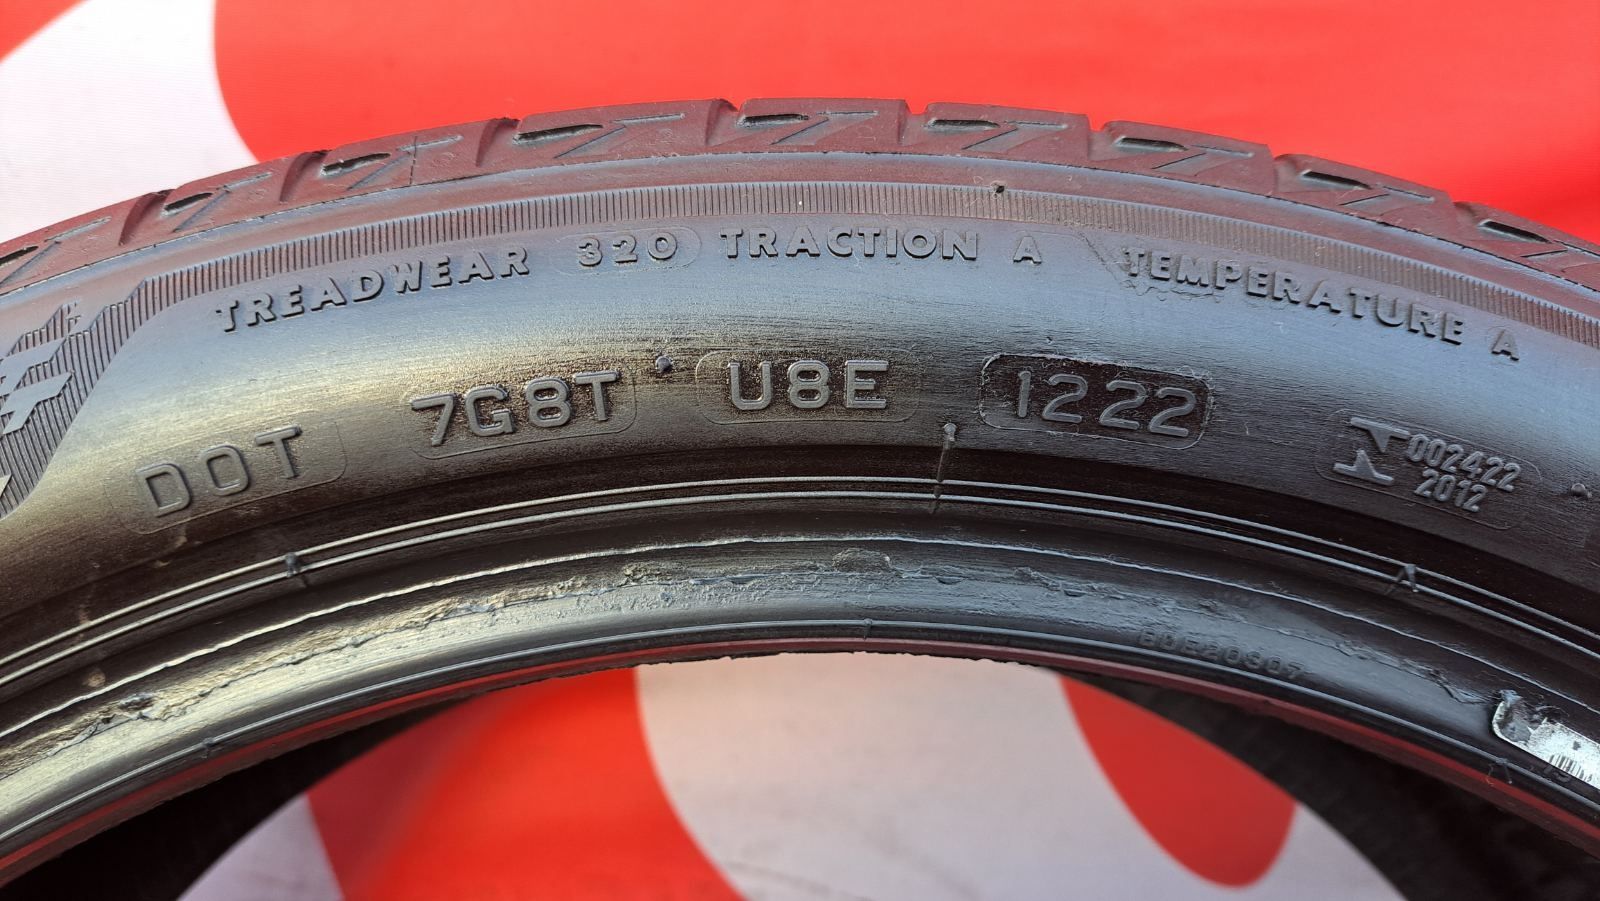 TREADWEAR 320 TRACTION A TEMPERATURE A
DOT 7G8T U8E 1222
002422
2012